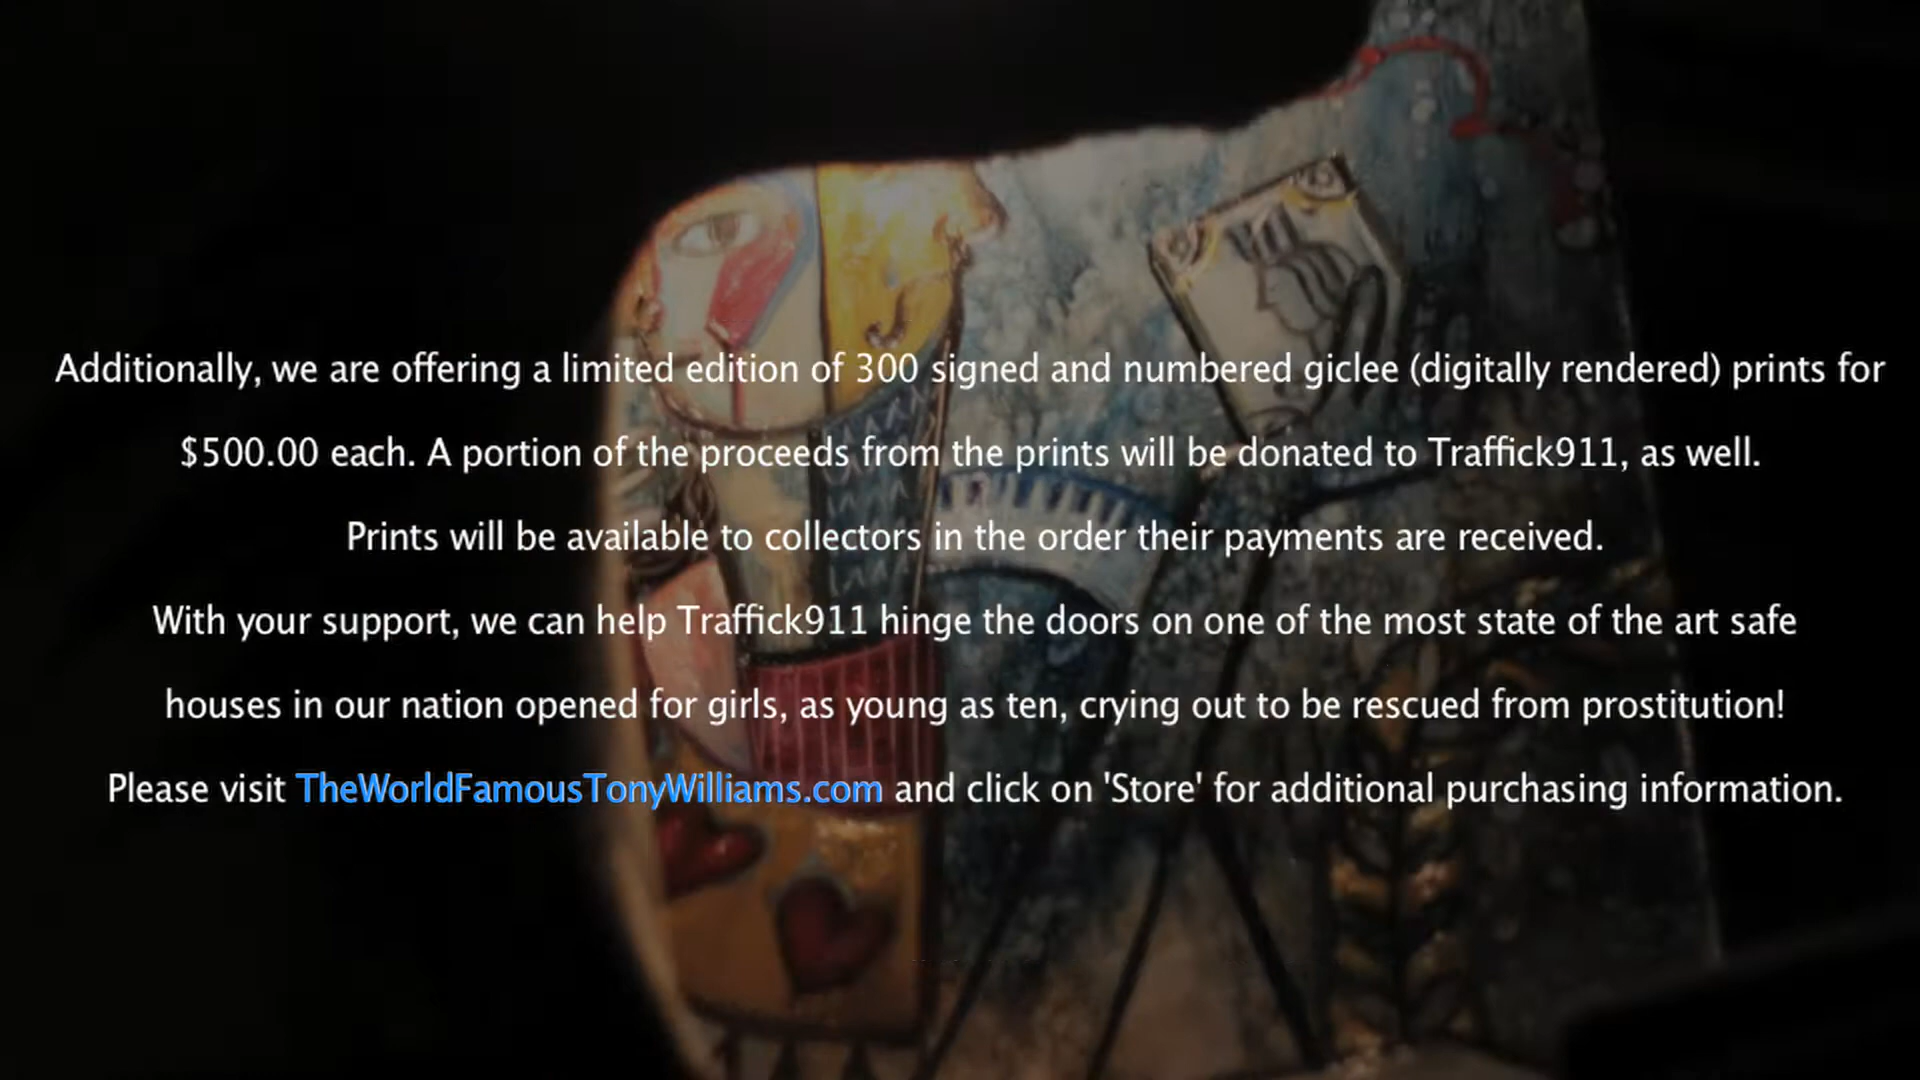 Additionally, we are offering a limited edition of 300 signed and numbered giclee (digitally rendered) prints for
$500.00 each. A portion of the proceeds from the prints will be donated to Traffick911, as well.
Prints will be available to collectors in the order their payments are received.
With your support, we can help Traffick911 hinge the doors on one of the most state of the art safe
houses in our nation opened for girls, as young as ten, crying out to be rescued from prostitution!
Please visit TheWorldFamousTonyWilliams.com and click on 'Store' for additional purchasing information.